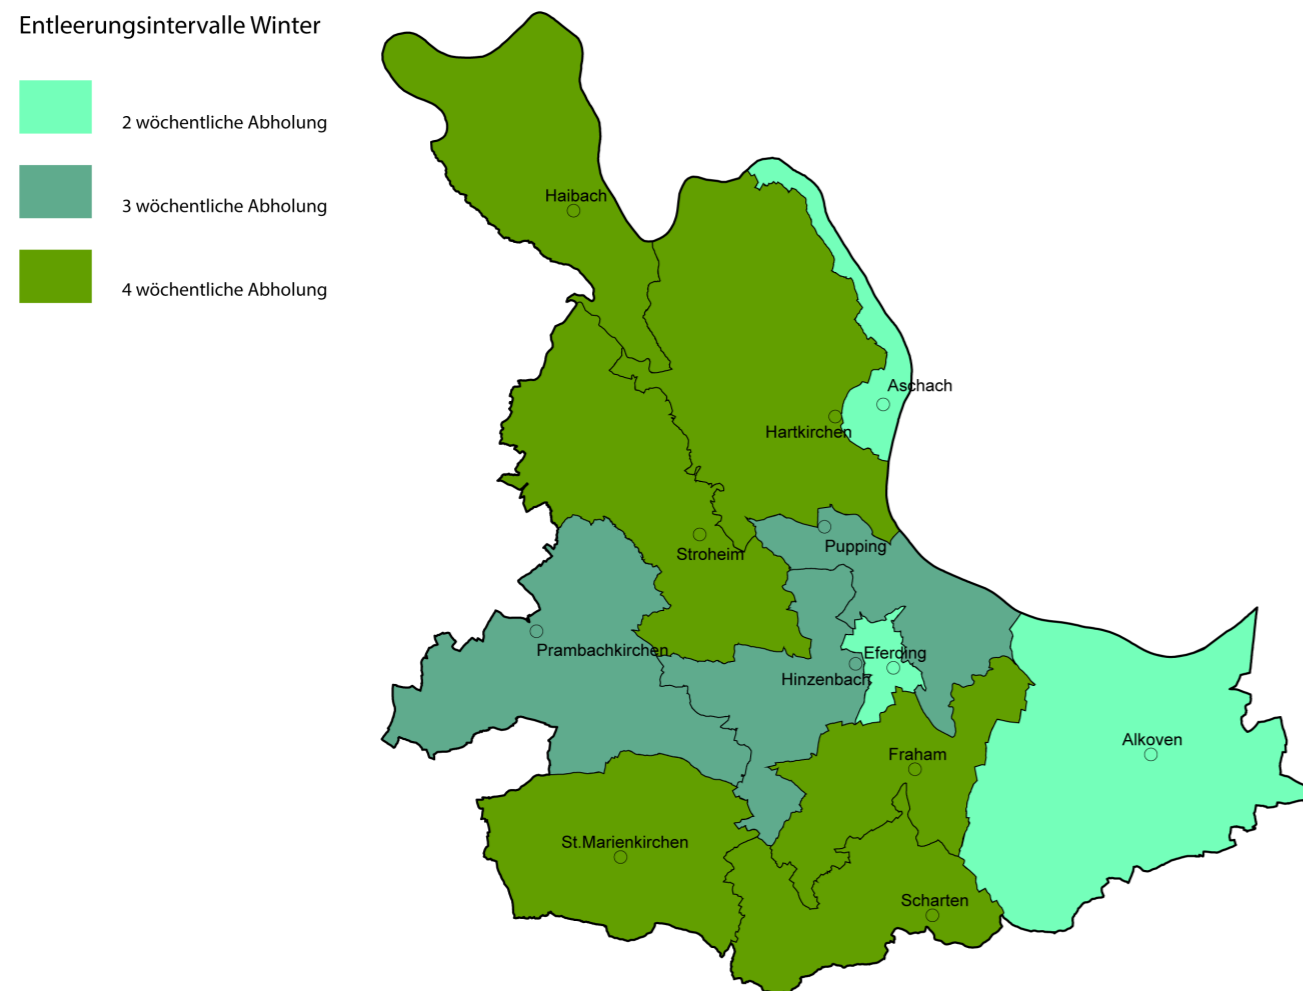 Entleerungsintervalle Winter
2 wöchentliche Abholung
3 wöchentliche Abholung
4 wöchentliche Abholung
Haibach
Aschach
Hartkirchen
Stroheim
Pupping
Prambachkirchen
Eferding
Hinzenbach
Alkoven
Fraham
St.Marienkirchen
Scharten